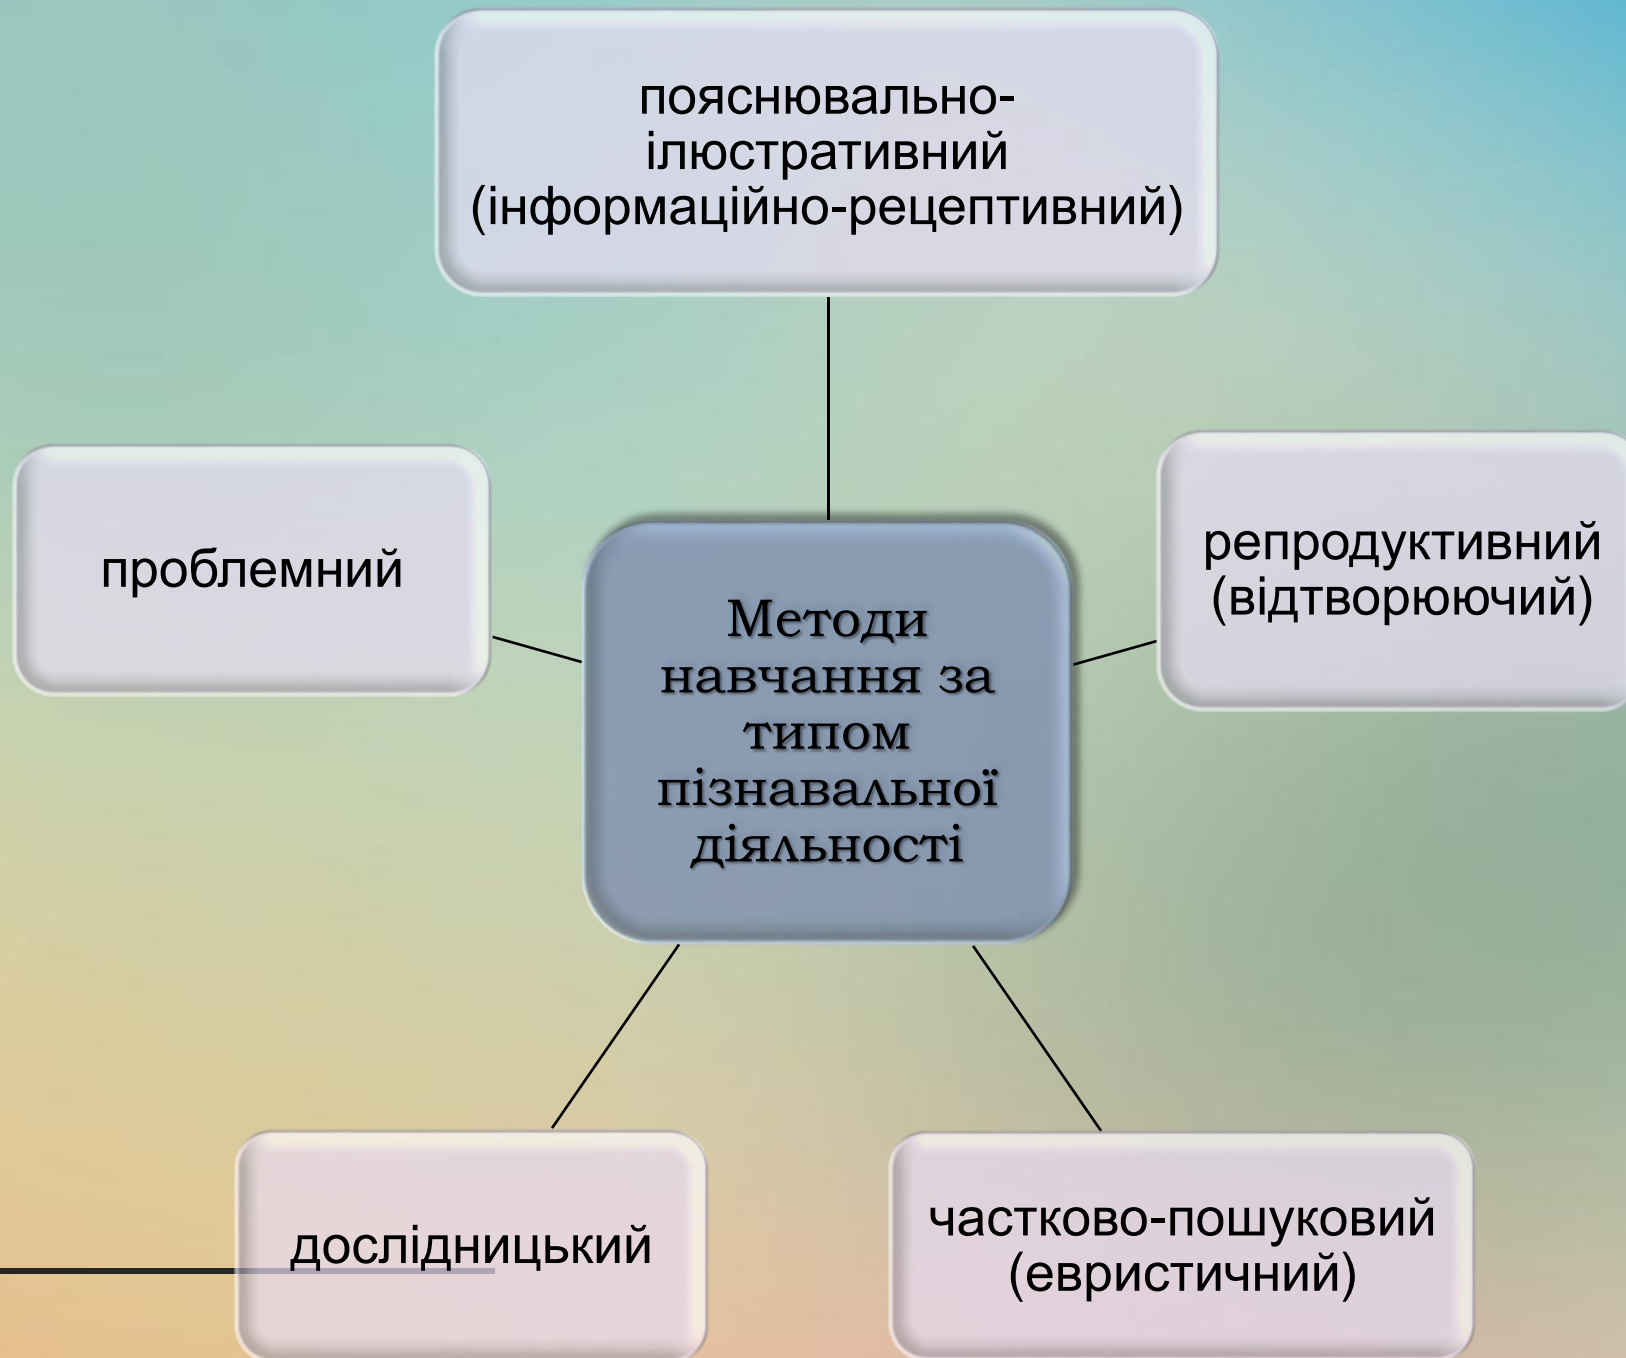 пояснювально-
ілюстративний
(інформаційно-рецептивний)
проблемний
репродуктивний
(відтворюючий)
Методи
навчання за
типом
пізнавальної
діяльності
дослідницький
частково-пошуковий
(евристичний)